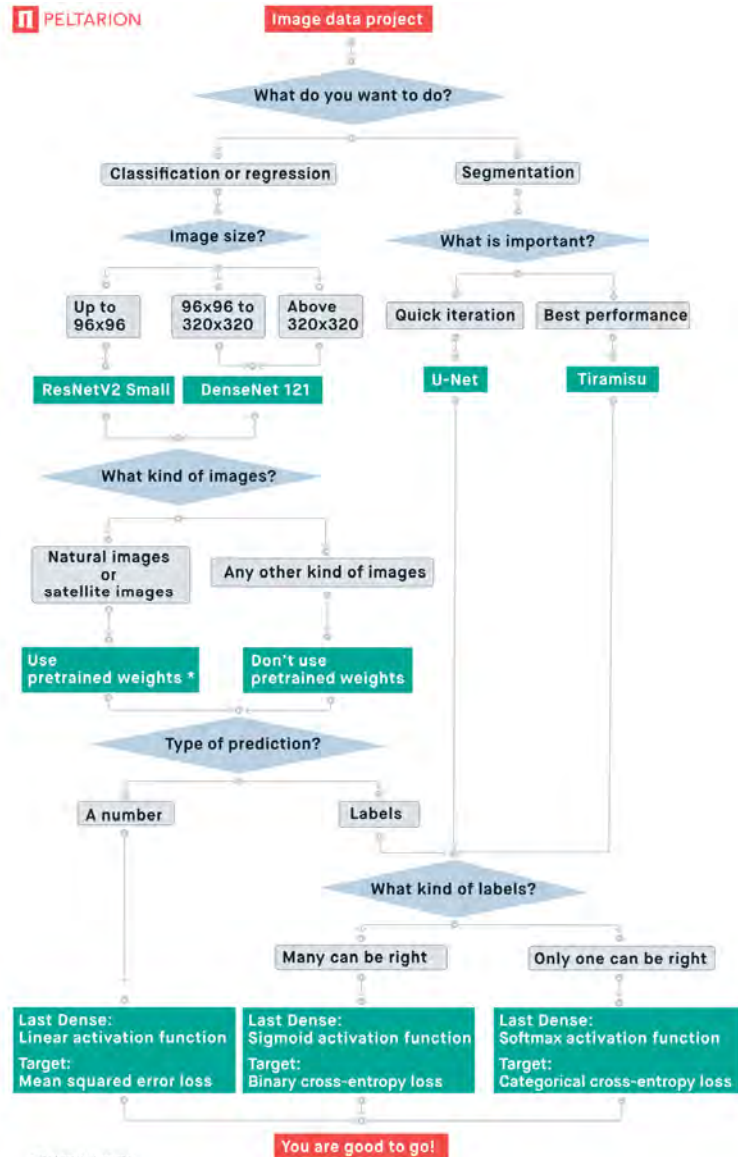 PELTARION
Image data project
What do you want to do?
Classification or regression
Segmentation
Image size?
What is important?
Up to
96x96
96x96 to
320x320
Above
320x320
Quick iteration
Best performance
ResNetV2 Small
DenseNet 121
U-Net
Tiramisu
What kind of images?
Natural images
or
satellite images
Any other kind of images
Use
pretrained weights *
Don't use
pretrained weights
Type of prediction?
A number
Labels
What kind of labels?
Many can be right
Only one can be right
Last Dense:
Linear activation function
Target:
Mean squared error loss
Last Dense:
Sigmoid activation function
Target:
Binary cross-entropy loss
Last Dense:
Softmax activation function
Target:
Categorical cross-entropy loss
You are good to go!